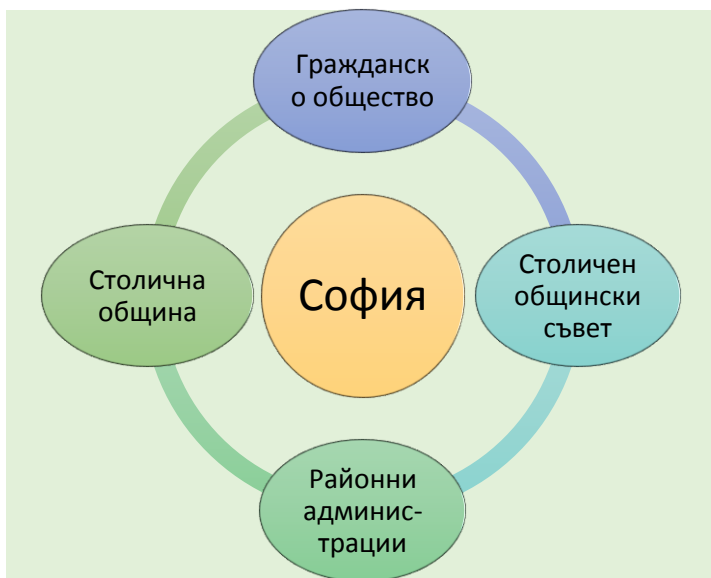 Гражданск
о общество
Столична
община
София
Столичен
общински
съвет
Районни
админис-
трации